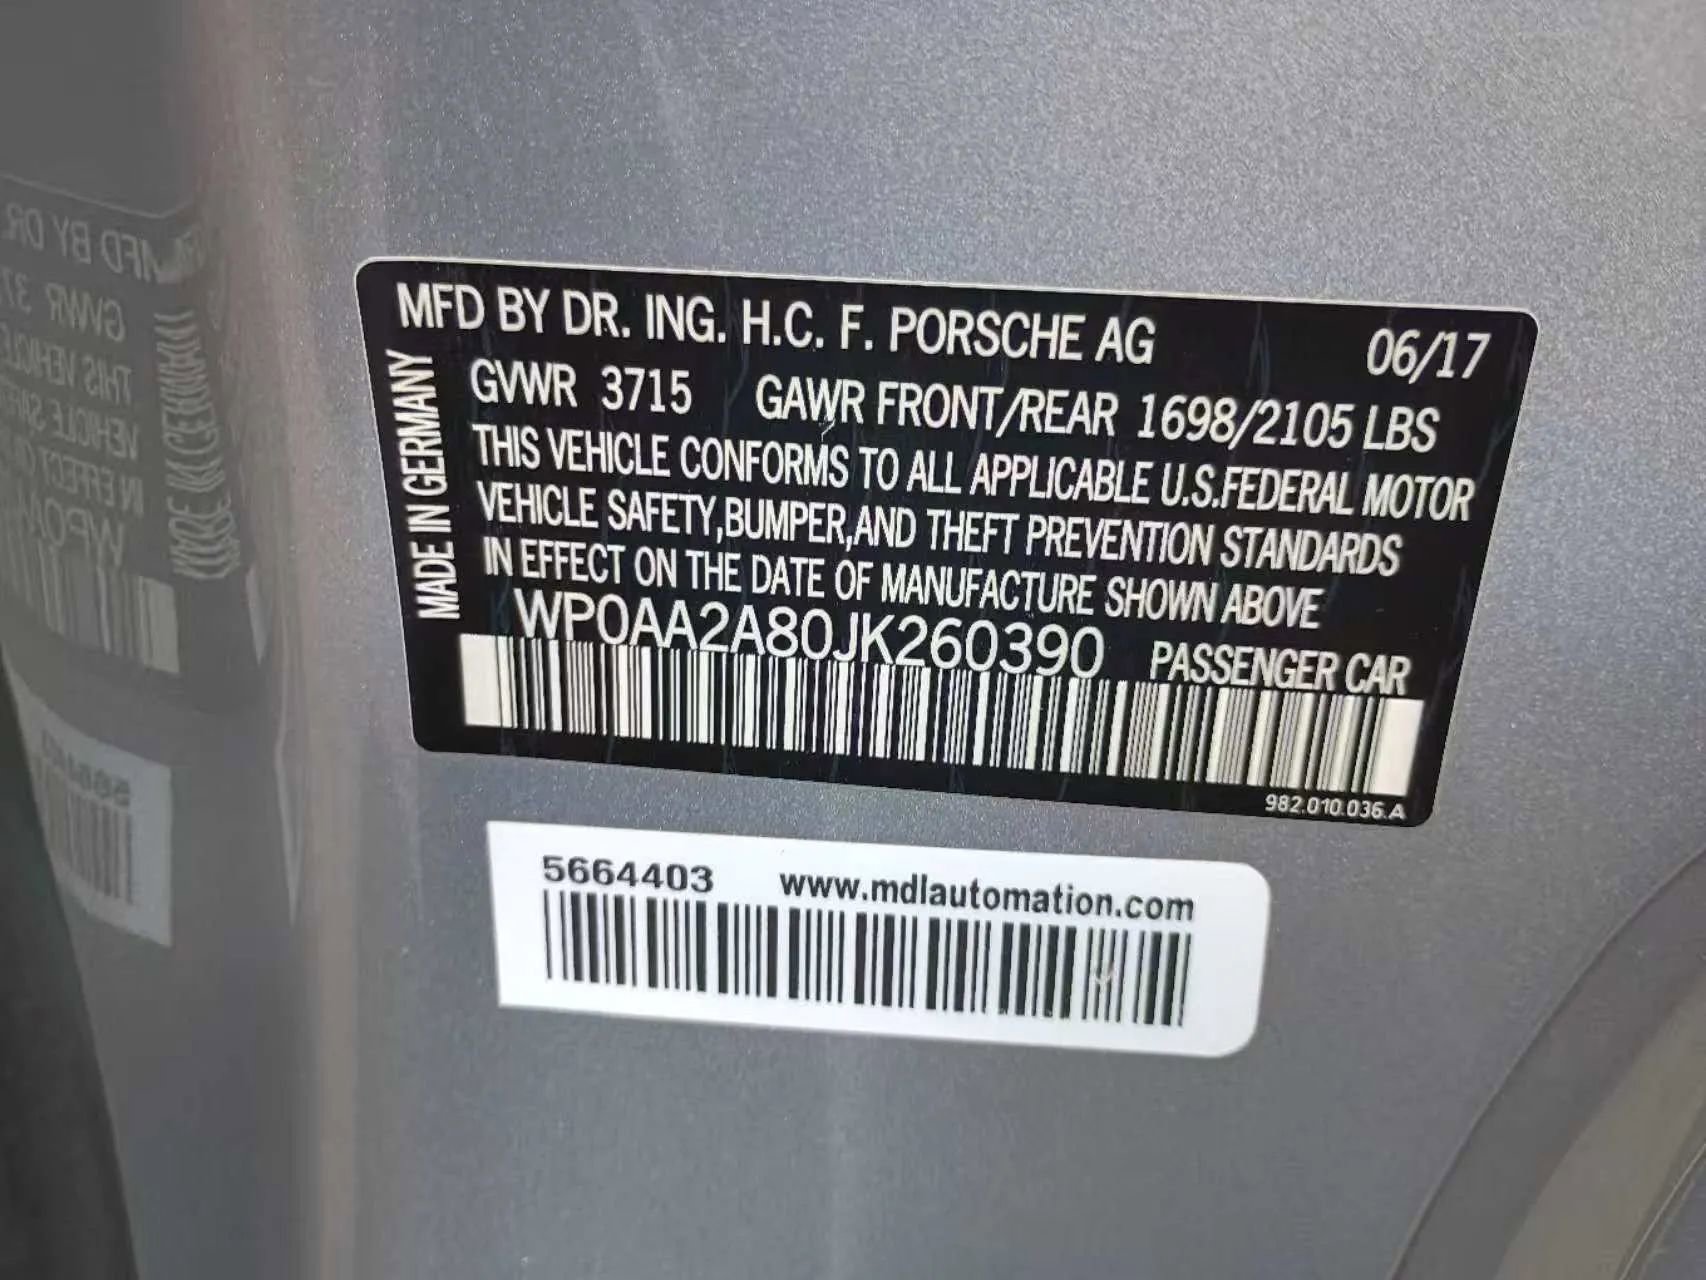 MFD BY DR. ING. H.C. F. PORSCHE AG 06/17
GVWR 3715 GAWR FRONT/REAR 1698/2105 LBS
THIS VEHICLE CONFORMS TO ALL APPLICABLE U.S.FEDERAL MOTOR
VEHICLE SAFETY,BUMPER,AND THEFT PREVENTION STANDARDS
IN EFFECT ON THE DATE OF MANUFACTURE SHOWN ABOVE
WP0AA2A80JK260390 PASSENGER CAR
MADE IN GERMANY
982.010.036.A
5664403 www.mdlautomation.com